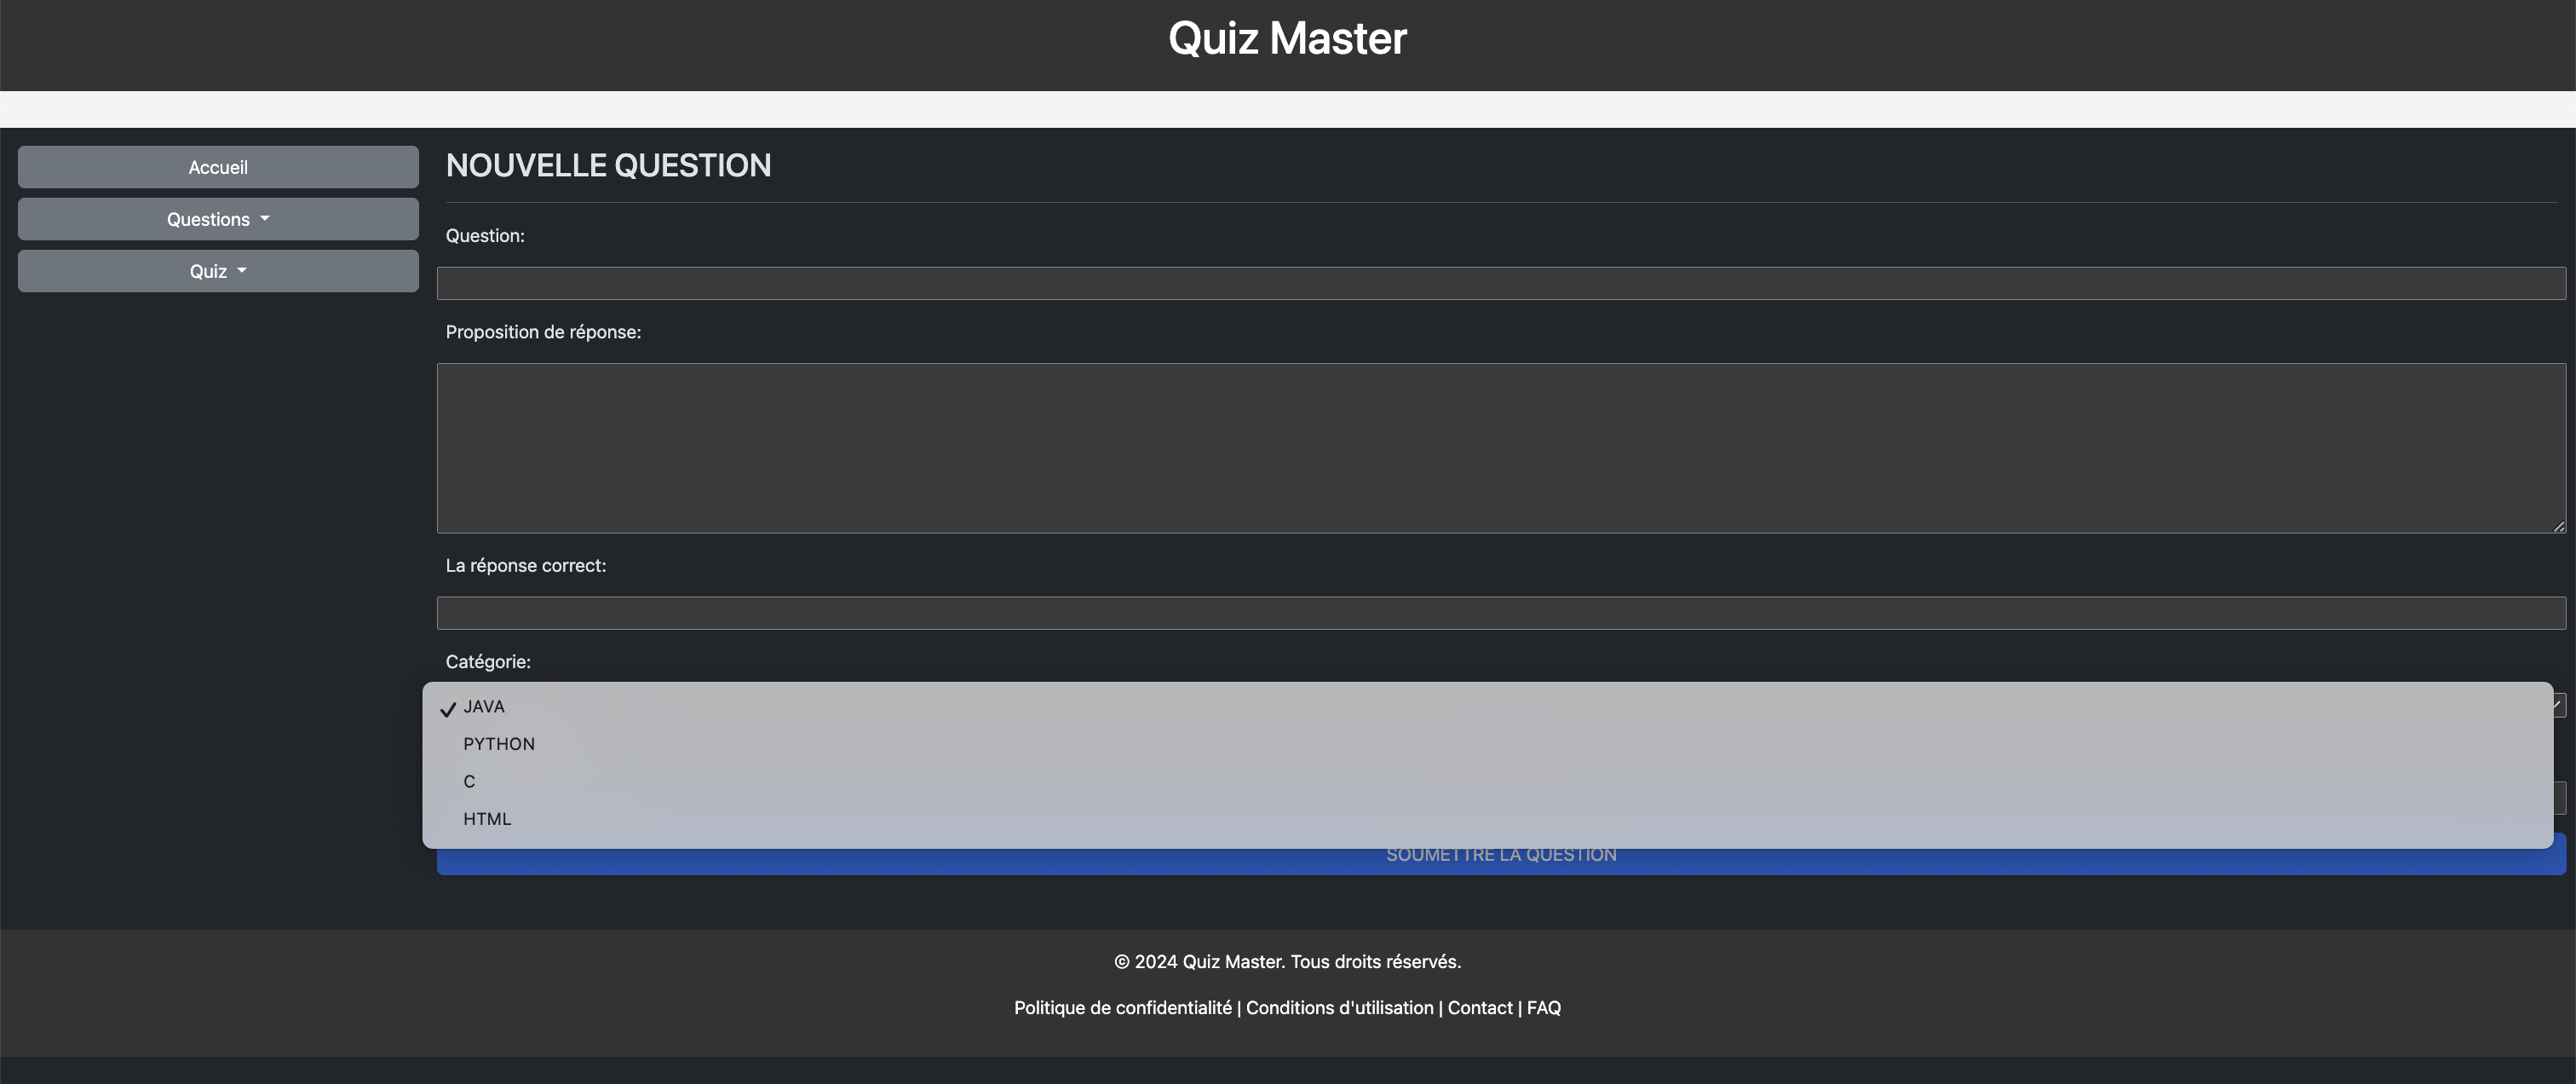 Quiz Master
Accueil
Questions
Quiz
NOUVELLE QUESTION
Question:
Proposition de réponse:
La réponse correct:
Catégorie:
JAVA
PYTHON
C
HTML
SOUMETTRE LA QUESTION
© 2024 Quiz Master. Tous droits réservés.
Politique de confidentialité | Conditions d'utilisation | Contact | FAQ